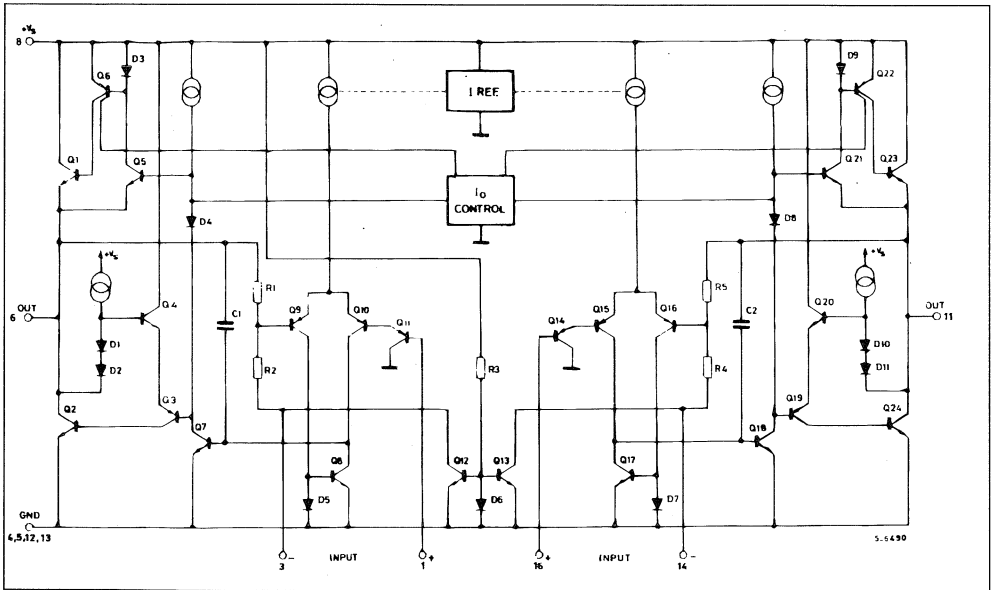 +Vs
8
D3
Q6
D9
Q22
I REF.
Q1
Q5
Q21
Q23
I0
CONTROL
D4
D8
+Vs
+Vs
R1
R5
OUT
6
Q4
C1
Q9
Q10
Q11
Q14
Q15
Q16
C2
Q20
OUT
11
D1
D2
R2
R3
R4
D10
D11
Q2
Q3
Q7
Q8
Q12
Q13
Q17
Q18
Q19
Q24
D5
D6
D7
GND
4,5,12,13
- INPUT +
3
1
+ INPUT -
16
14
S-6490